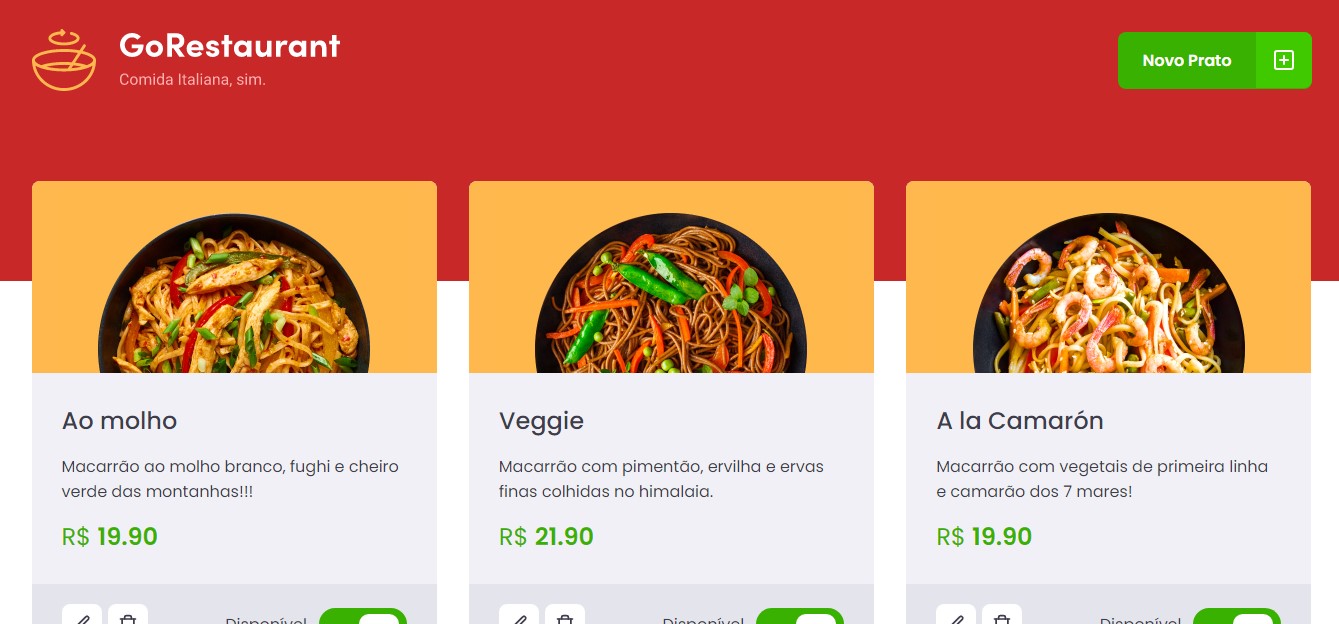 GoRestaurant
Comida Italiana, sim.
Novo Prato
Ao molho
Macarrão ao molho branco, fughi e cheiro
verde das montanhas!!!
R$ 19.90
Disponível
Veggie
Macarrão com pimentão, ervilha e ervas
finas colhidas no himalaia.
R$ 21.90
Disponível
A la Camarón
Macarrão com vegetais de primeira linha
e camarão dos 7 mares!
R$ 19.90
Disponível